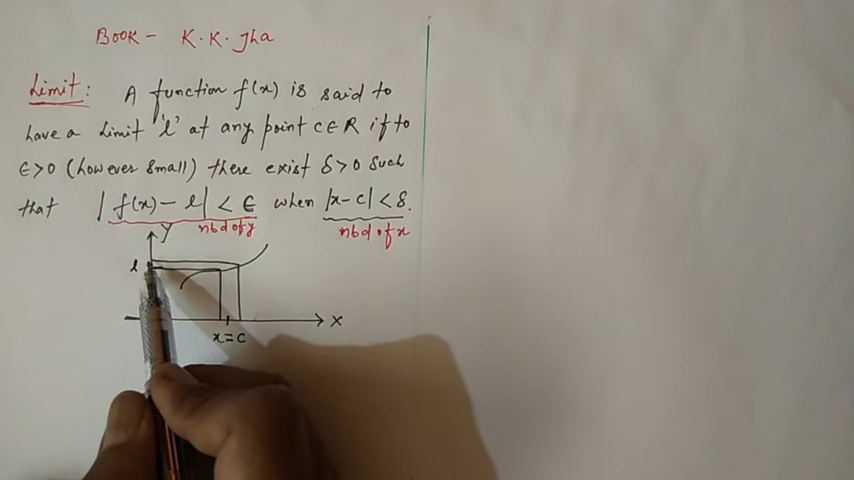 Book - K.K. Jha
Limit: A function f(x) is said to
have a Limit 'l' at any point c∈R if to
∈>0 (however small) there exist δ>0 such
that |f(x)-l| < ∈ when |x-c| < δ.
nbd of y nbd of x
Y
l
X
x=c